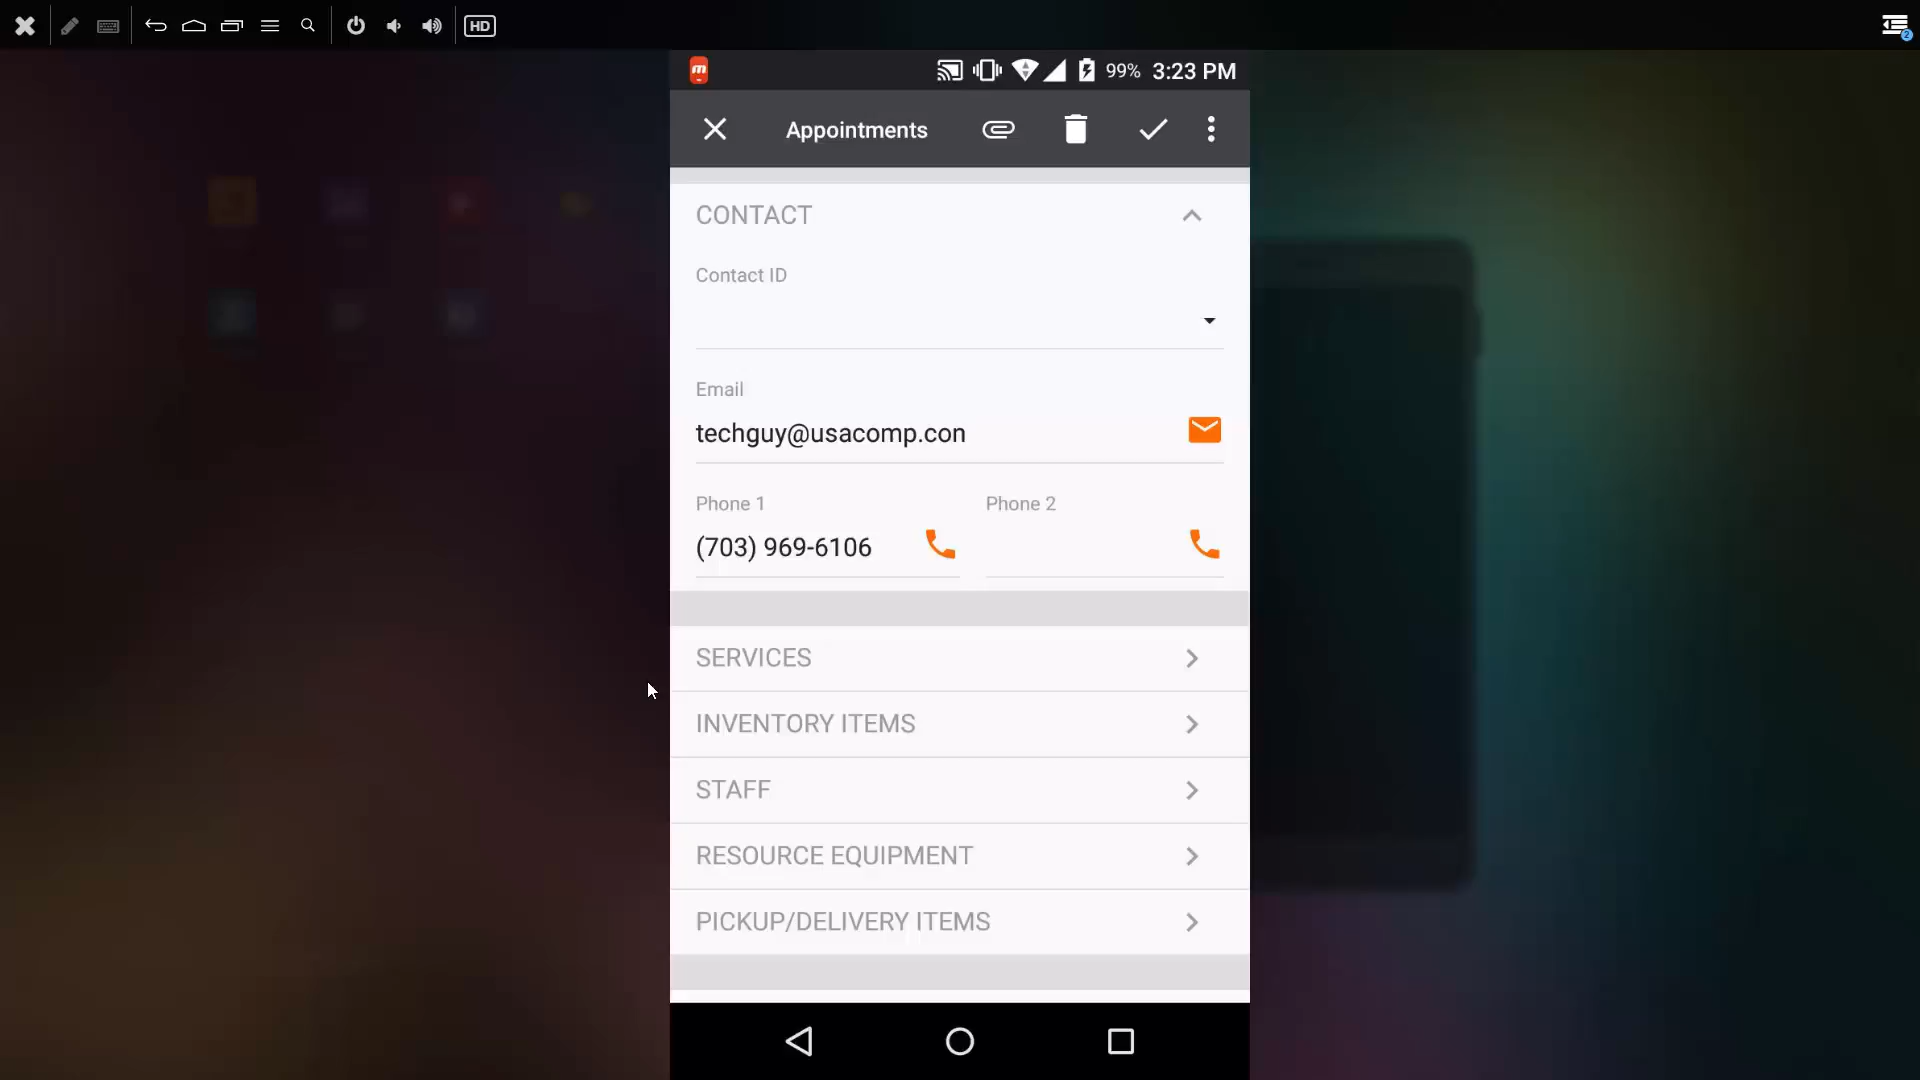 HD
2
m
99% 3:23 PM
Appointments
CONTACT
Contact ID
Email
techguy@usacomp.con
Phone 1 Phone 2
(703) 969-6106
SERVICES
INVENTORY ITEMS
STAFF
RESOURCE EQUIPMENT
PICKUP/DELIVERY ITEMS